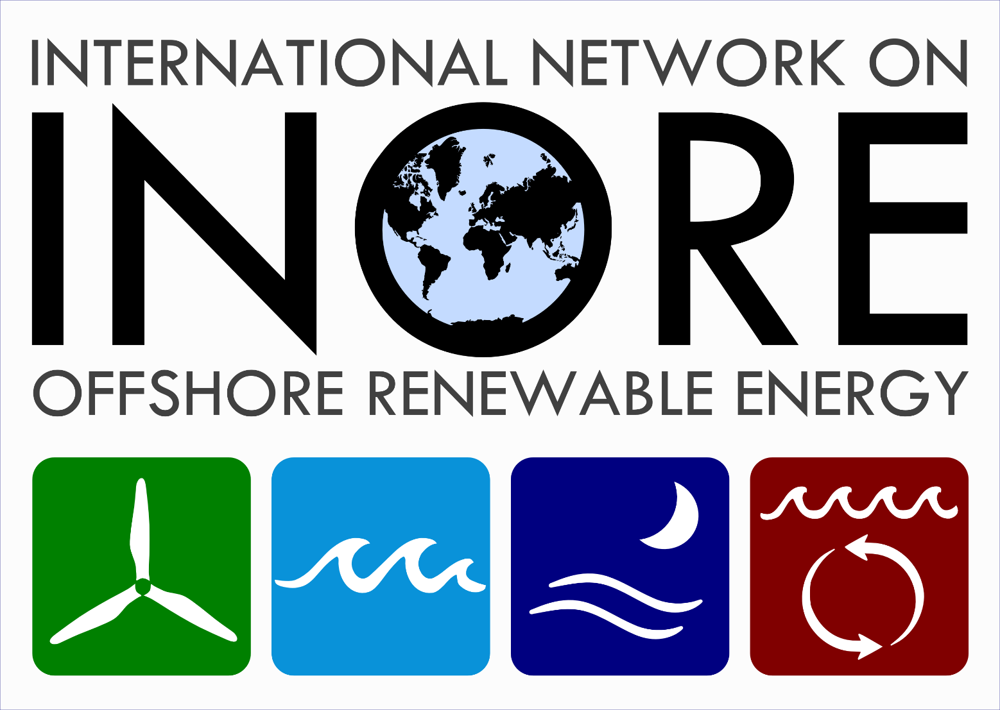 INTERNATIONAL NETWORK ON
INORE
OFFSHORE RENEWABLE ENERGY